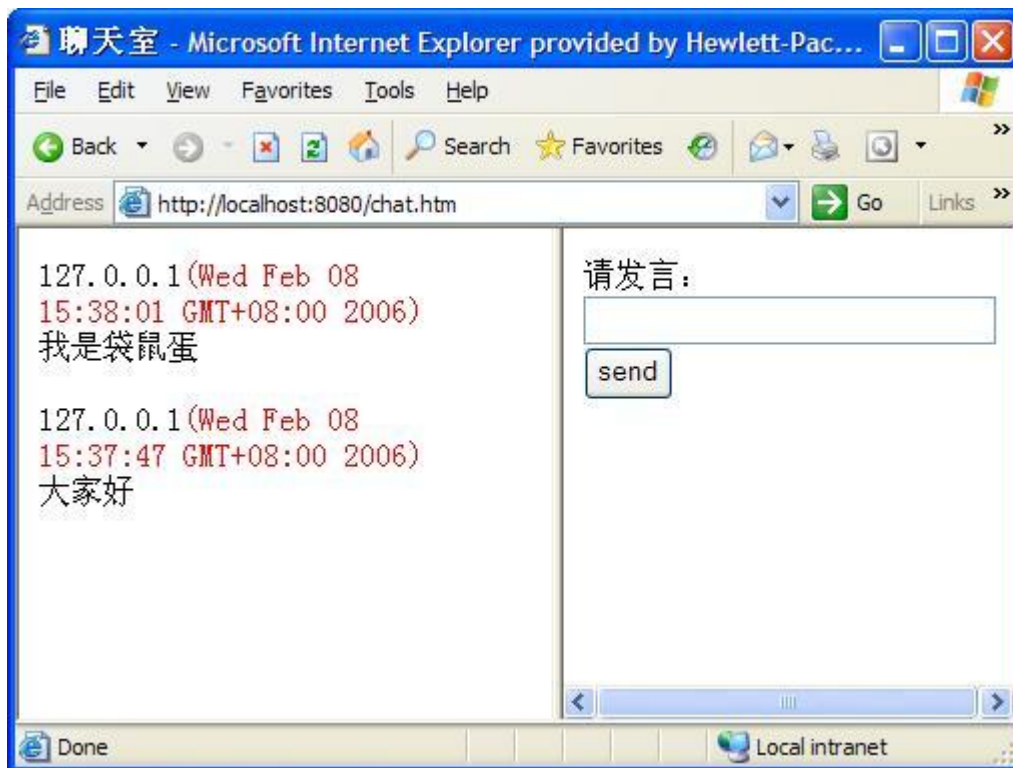 聊天室 - Microsoft Internet Explorer provided by Hewlett-Pac...
File Edit View Favorites Tools Help
Back Search Favorites
Address http://localhost:8080/chat.htm Go Links
127.0.0.1(Wed Feb 08
15:38:01 GMT+08:00 2006)
我是袋鼠蛋
127.0.0.1(Wed Feb 08
15:37:47 GMT+08:00 2006)
大家好
请发言：
send
Done Local intranet